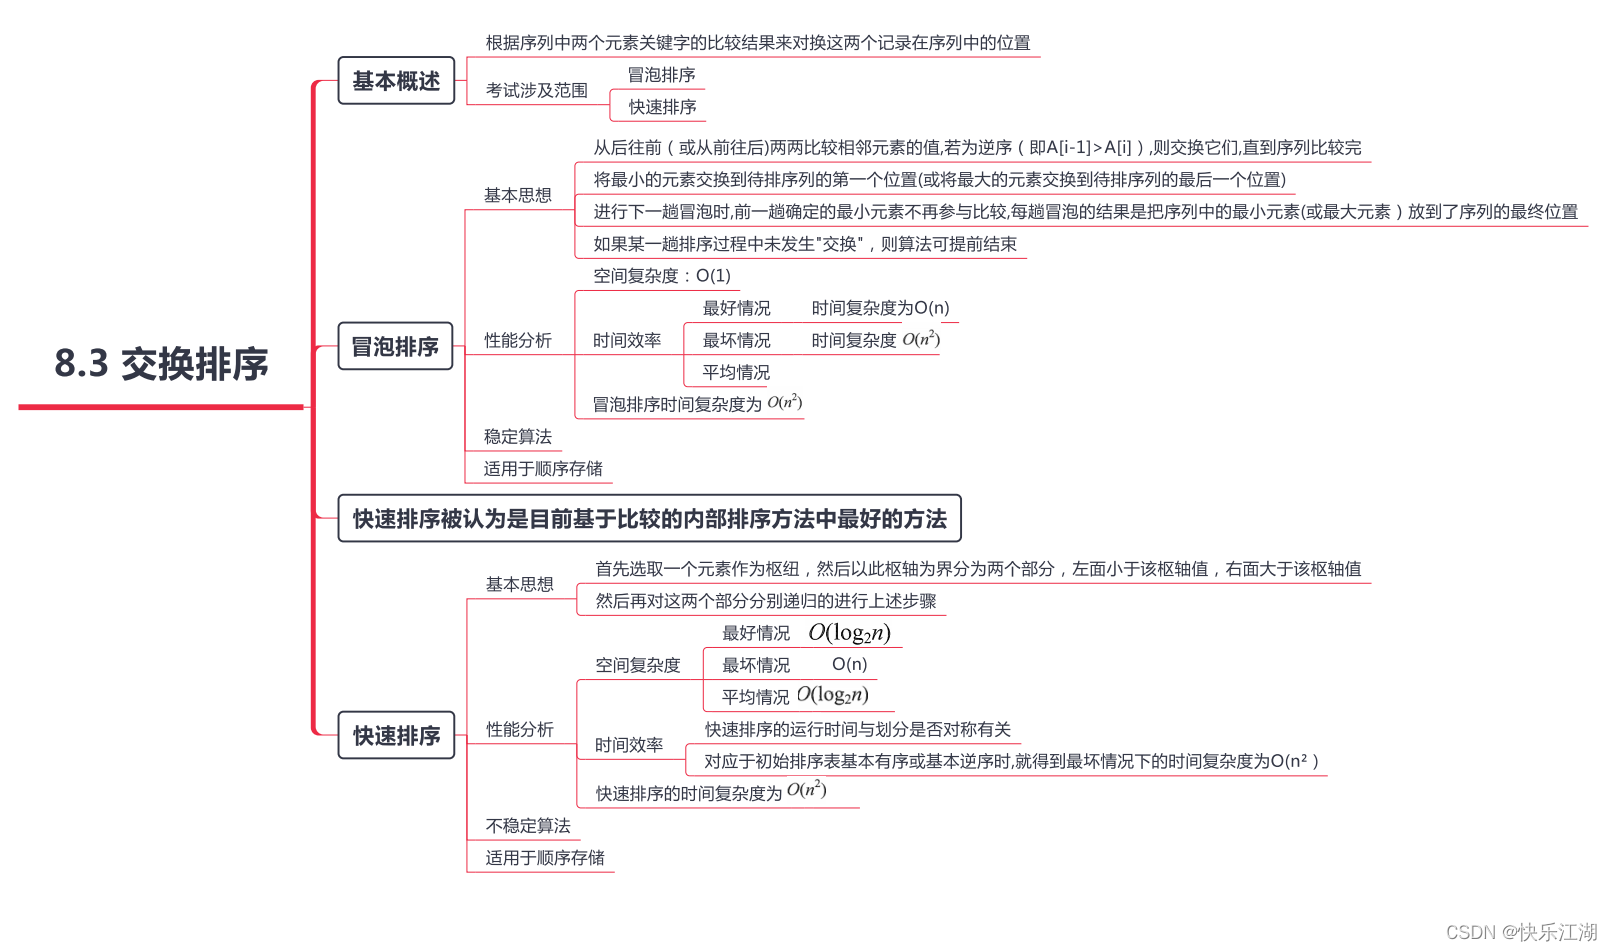 8.3 交换排序
基本概述
根据序列中两个元素关键字的比较结果来对换这两个记录在序列中的位置
考试涉及范围
冒泡排序
快速排序
冒泡排序
基本思想
从后往前（或从前往后)两两比较相邻元素的值,若为逆序（即A[i-1]>A[i]）,则交换它们,直到序列比较完
将最小的元素交换到待排序列的第一个位置(或将最大的元素交换到待排序列的最后一个位置)
进行下一趟冒泡时,前一趟确定的最小元素不再参与比较,每趟冒泡的结果是把序列中的最小元素(或最大元素）放到了序列的最终位置
如果某一趟排序过程中未发生"交换"，则算法可提前结束
性能分析
空间复杂度：O(1)
时间效率
最好情况 时间复杂度为O(n)
最坏情况 时间复杂度 O(n²)
平均情况
冒泡排序时间复杂度为 O(n²)
稳定算法
适用于顺序存储
快速排序被认为是目前基于比较的内部排序方法中最好的方法
快速排序
基本思想
首先选取一个元素作为枢纽，然后以此枢轴为界分为两个部分，左面小于该枢轴值，右面大于该枢轴值
然后再对这两个部分分别递归的进行上述步骤
性能分析
空间复杂度
最好情况 O(log₂n)
最坏情况 O(n)
平均情况 O(log₂n)
时间效率
快速排序的运行时间与划分是否对称有关
对应于初始排序表基本有序或基本逆序时,就得到最坏情况下的时间复杂度为O(n²）
快速排序的时间复杂度为 O(n²)
不稳定算法
适用于顺序存储
CSDN @快乐江湖